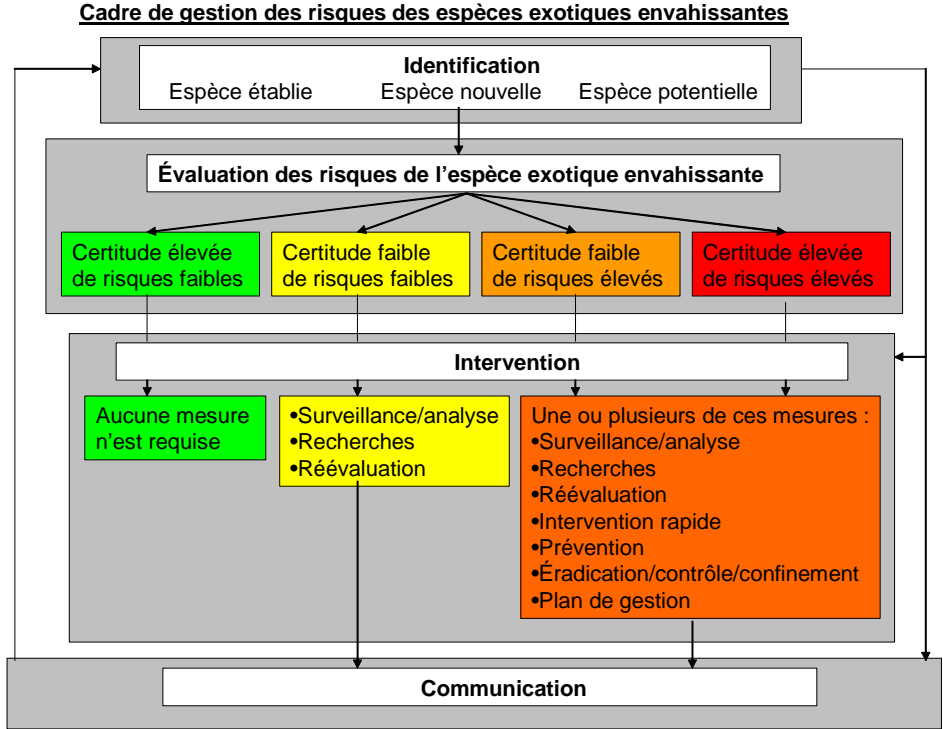 Cadre de gestion des risques des espèces exotiques envahissantes
Identification
Espèce établie Espèce nouvelle Espèce potentielle
Évaluation des risques de l'espèce exotique envahissante
Certitude élevée
de risques faibles
Certitude faible
de risques faibles
Certitude faible
de risques élevés
Certitude élevée
de risques élevés
Intervention
Aucune mesure
n'est requise
•Surveillance/analyse
•Recherches
•Réévaluation
Une ou plusieurs de ces mesures :
•Surveillance/analyse
•Recherches
•Réévaluation
•Intervention rapide
•Prévention
•Éradication/contrôle/confinement
•Plan de gestion
Communication